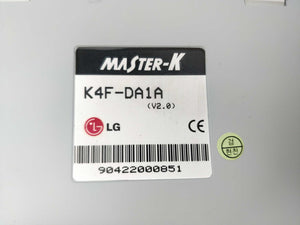 MASTER-K
K4F-DA1A
(V2.0)
LG
CE
90422000851